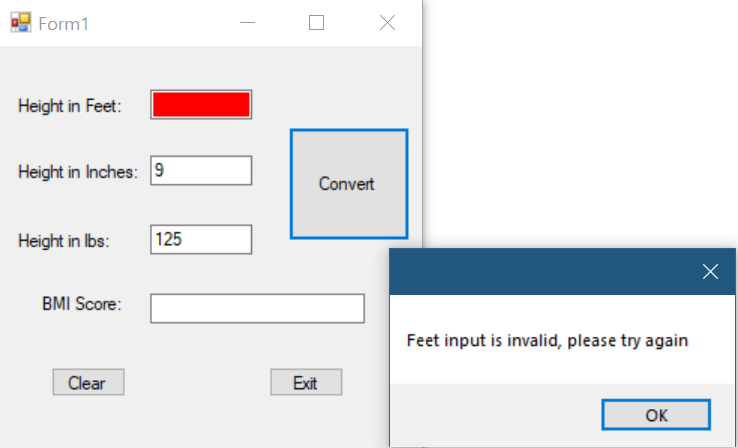 Form1
Height in Feet:
Height in Inches: 9
Convert
Height in lbs: 125
BMI Score:
Feet input is invalid, please try again
Clear
Exit
OK